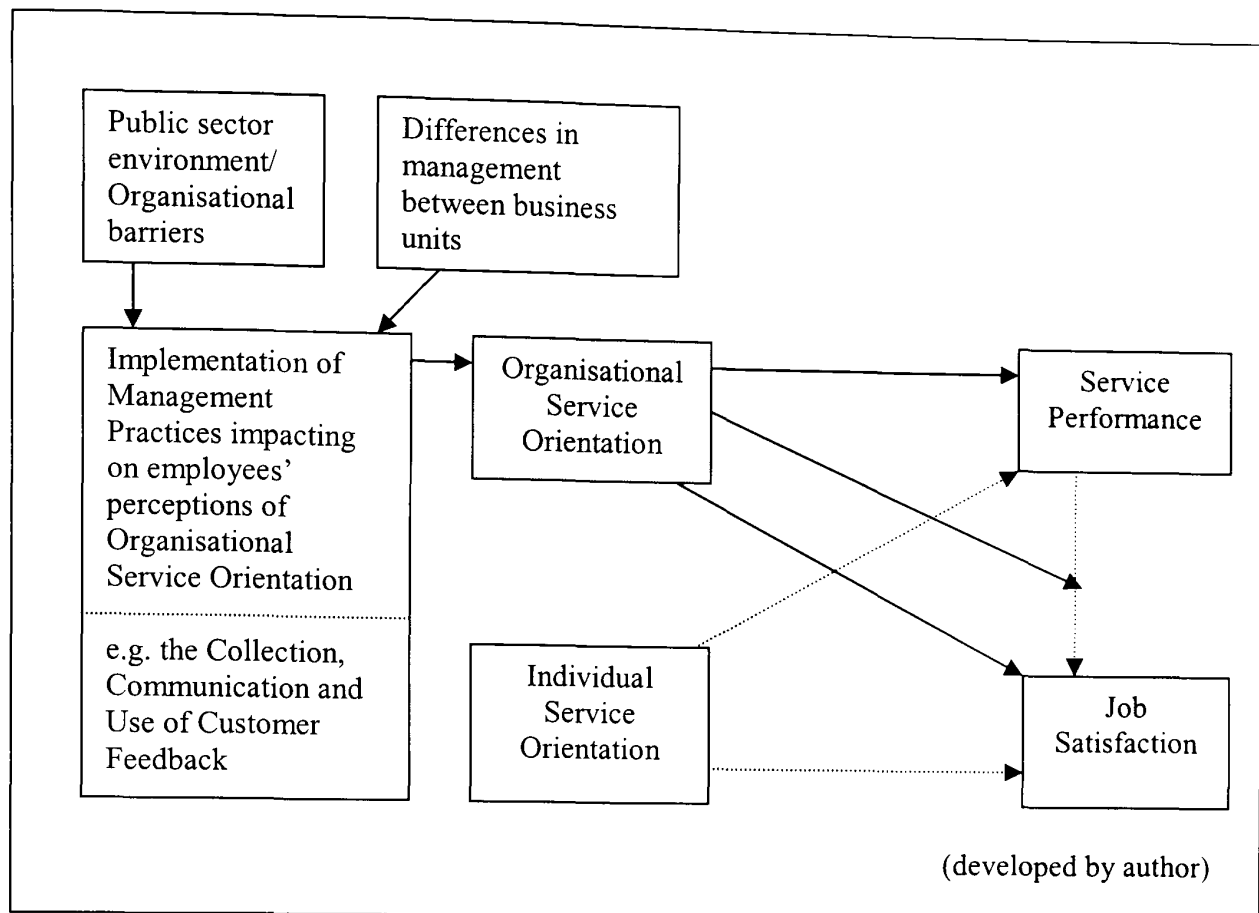 Public sector
environment/
Organisational
barriers
Differences in
management
between business
units
Implementation of
Management
Practices impacting
on employees'
perceptions of
Organisational
Service Orientation
e.g. the Collection,
Communication and
Use of Customer
Feedback
Organisational
Service
Orientation
Service
Performance
Individual
Service
Orientation
Job
Satisfaction
(developed by author)